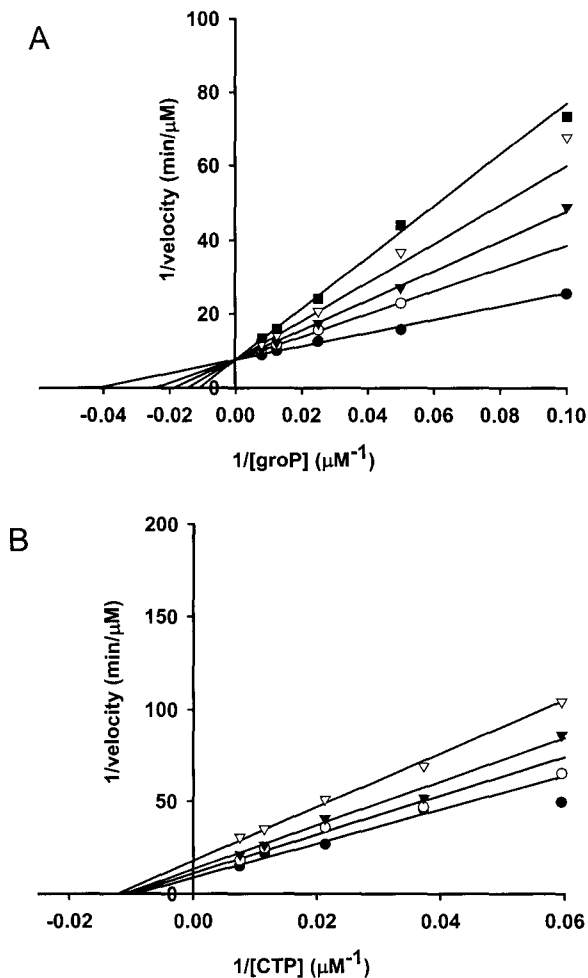 A
100
80
60
40
20
0
1/velocity (min/µM)
-0.04 -0.02 0.00 0.02 0.04 0.06 0.08 0.10
1/[groP] (µM⁻¹)
B
200
150
100
50
0
1/velocity (min/µM)
-0.02 0.00 0.02 0.04 0.06
1/[CTP] (µM⁻¹)